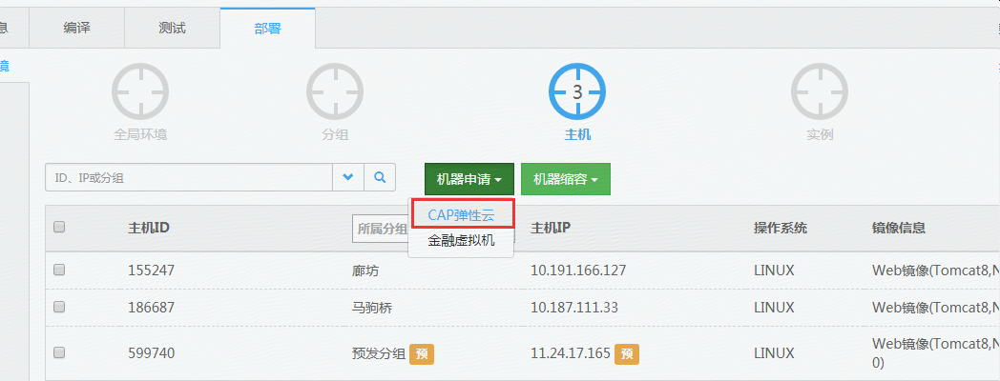 息 编译 测试 部署
境
3
全局环境 分组 主机 实例
ID、IP或分组 机器申请 机器缩容
CAP弹性云
主机ID 所属分组 主机IP 操作系统 镜像信息
金融虚拟机
155247 廊坊 10.191.166.127 LINUX Web镜像(Tomcat8,N
186687 马驹桥 10.187.111.33 LINUX Web镜像(Tomcat8,N
599740 预发分组 预 11.24.17.165 预 LINUX Web镜像(Tomcat8,N
0)